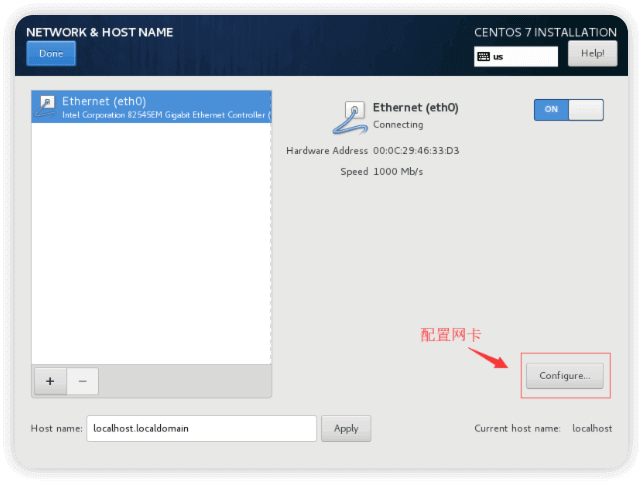 NETWORK & HOST NAME
CENTOS 7 INSTALLATION
Done
us
Help!
Ethernet (eth0)
Intel Corporation 82545EM Gigabit Ethernet Controller (
Ethernet (eth0)
Connecting
ON
Hardware Address 00:0C:29:46:33:D3
Speed 1000 Mb/s
配置网卡
Configure...
+
−
Host name: localhost.localdomain Apply Current host name: localhost